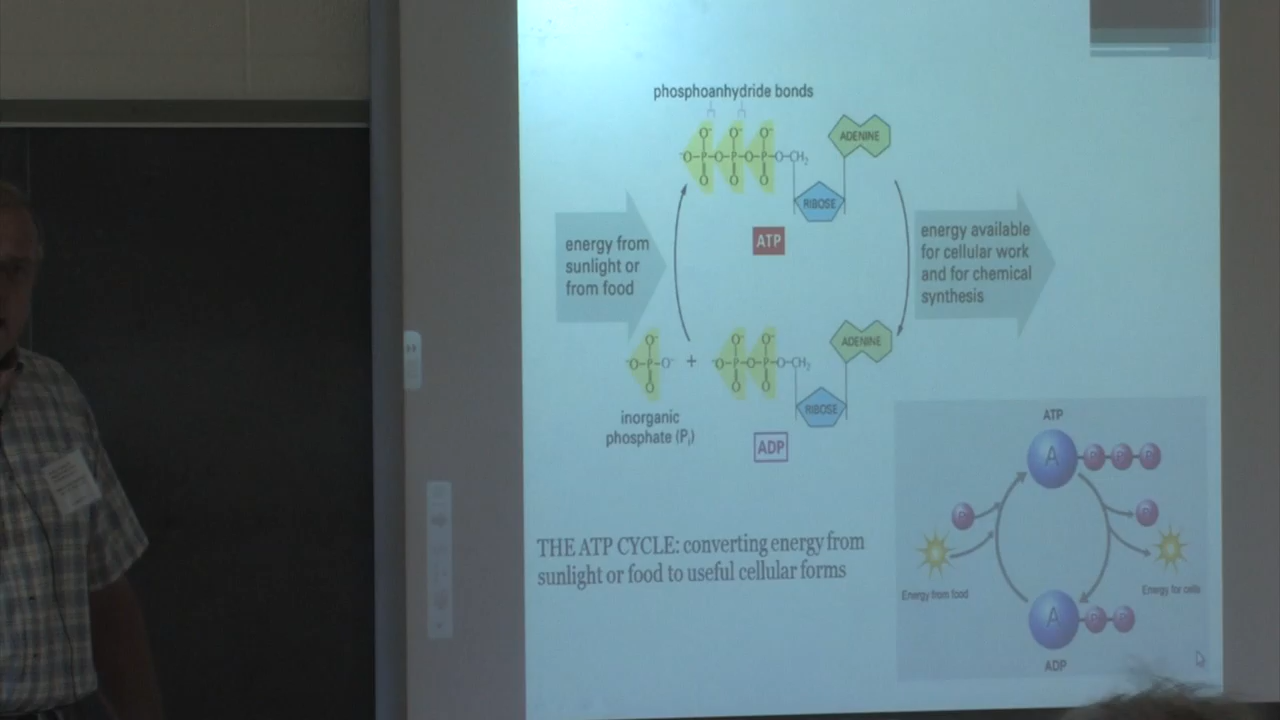 phosphoanhydride bonds
O⁻ O⁻ O⁻
⁻O–P–O–P–O–P–O–CH₂
O O O
ADENINE
RIBOSE
ATP
energy from
sunlight or
from food
energy available
for cellular work
and for chemical
synthesis
O⁻ O⁻ O⁻
⁻O–P–O⁻ + ⁻O–P–O–P–O–CH₂
O O O
ADENINE
RIBOSE
inorganic
phosphate (Pᵢ)
ADP
THE ATP CYCLE: converting energy from
sunlight or food to useful cellular forms
ATP
A P P P
P
P
Energy from food
Energy for cells
A P P
ADP